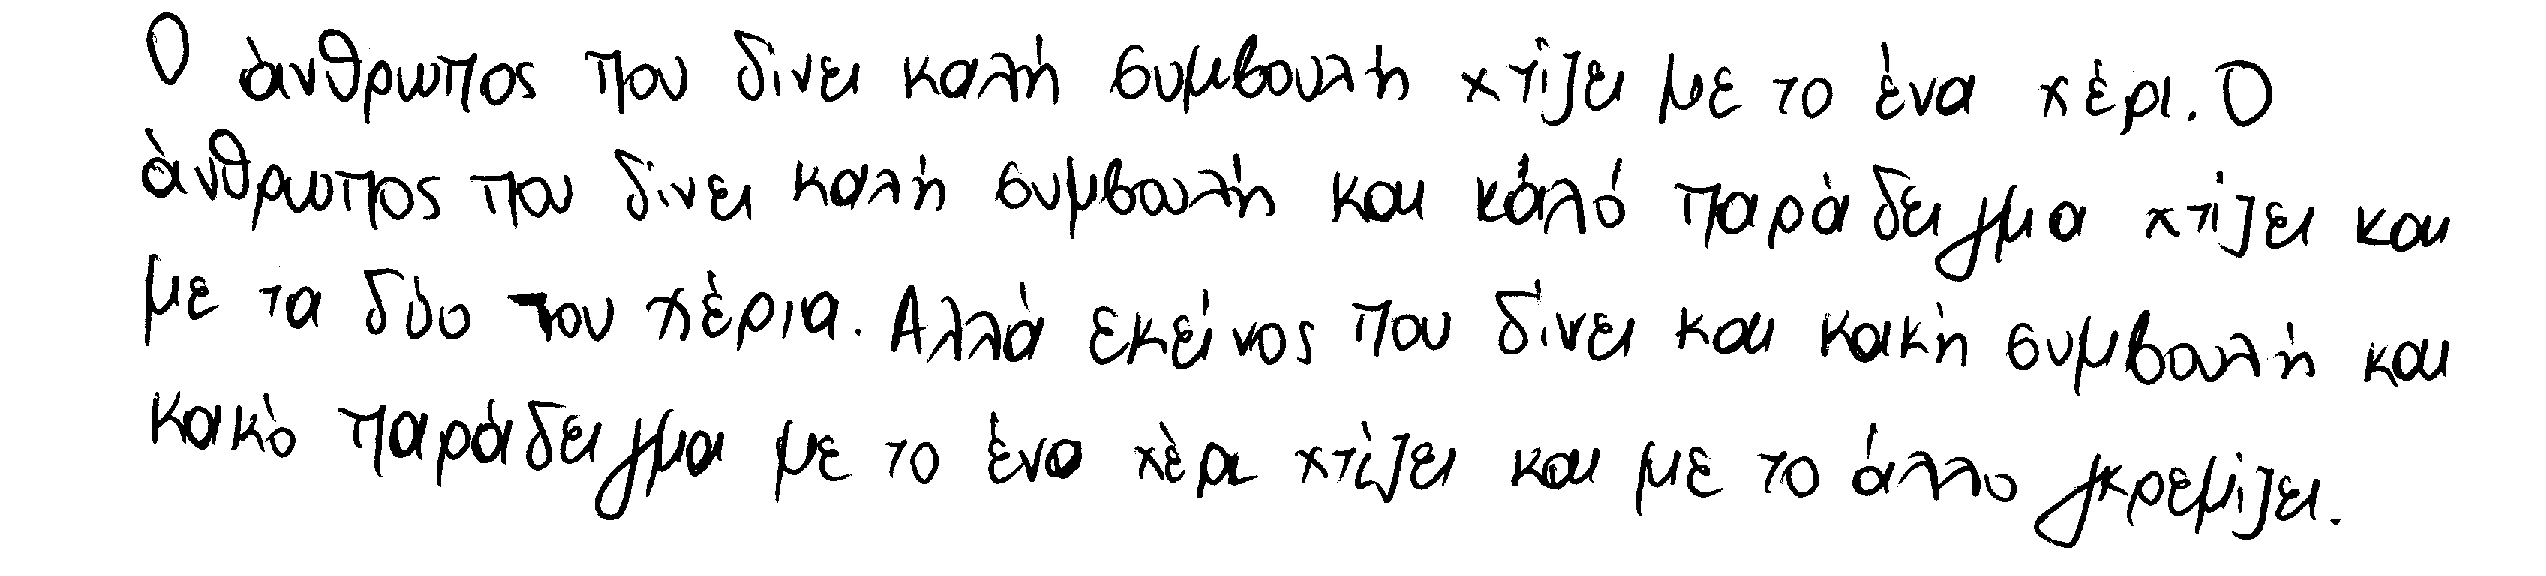 Ο άνθρωπος που δίνει καλή συμβουλή χτίζει με το ένα χέρι. Ο
άνθρωπος που δίνει καλή συμβουλή και κάλό παράδειγμα χτίζει και
με τα δύο του χέρια. Αλλά εκείνος που δίνει και κακή συμβουλή και
κακό παράδειγμα με το ένα χέρι χτίζει και με το άλλο γκρεμίζει.